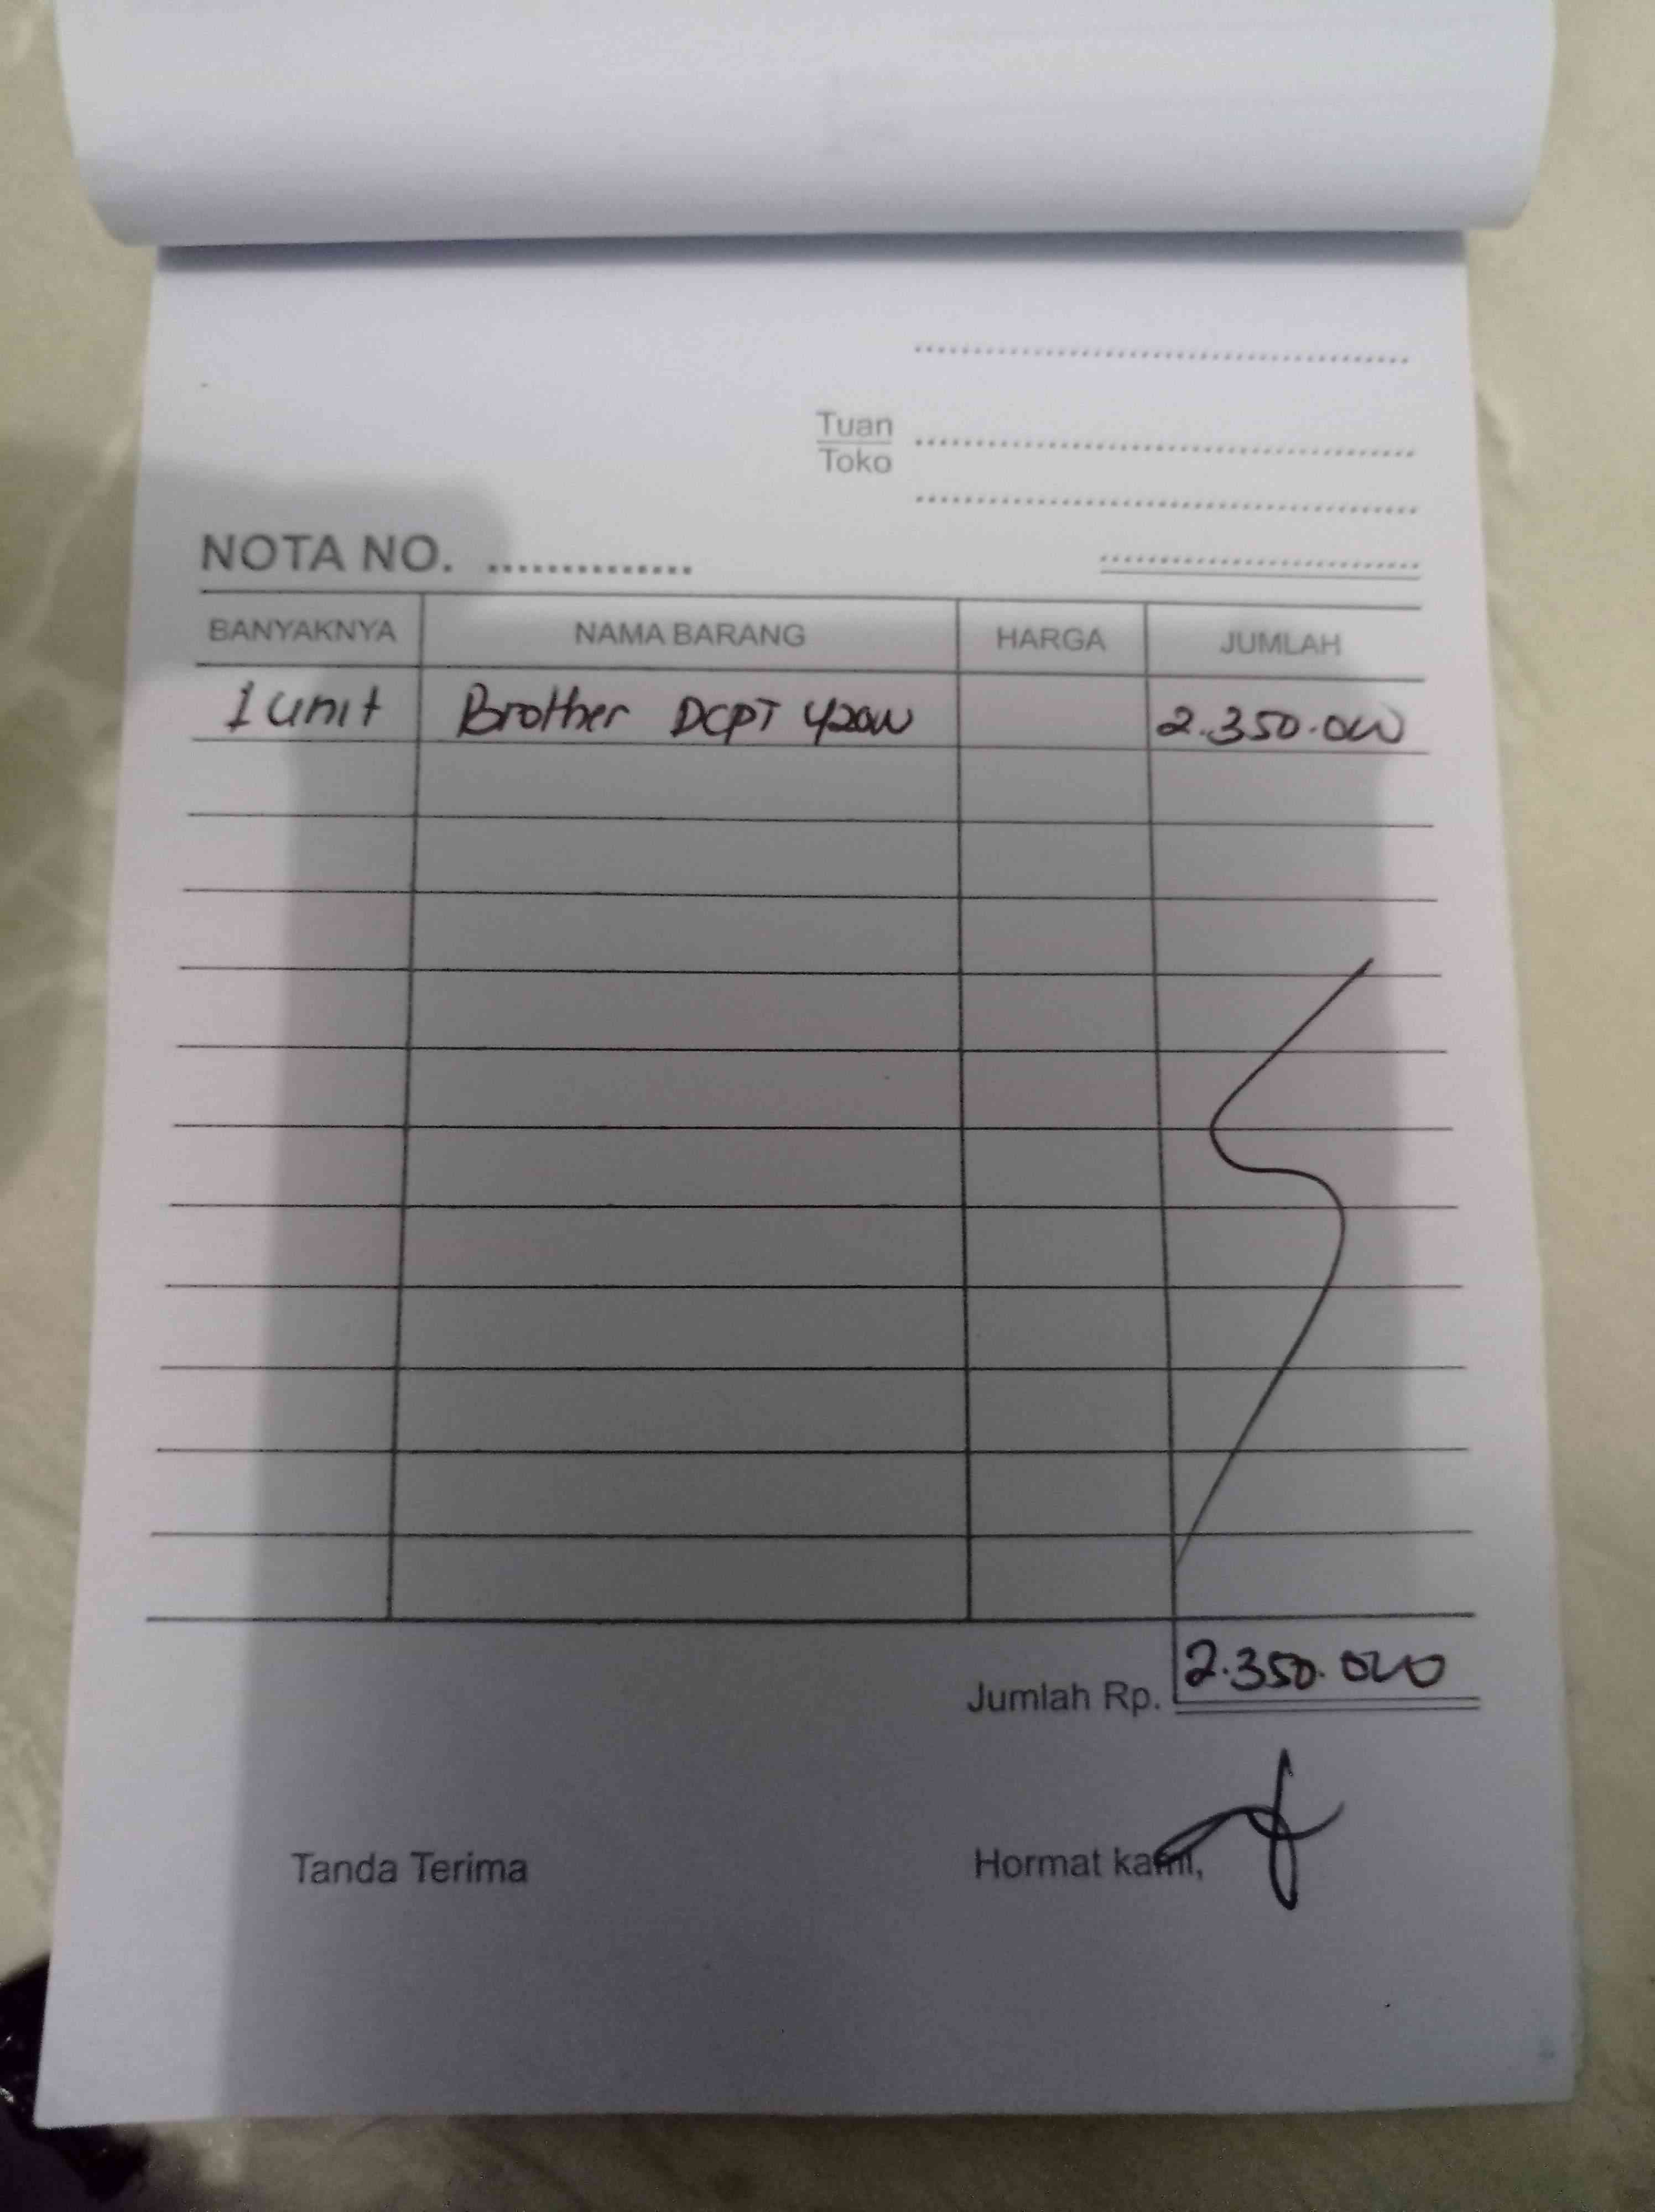 Tuan
Toko
NOTA NO.
BANYAKNYA NAMA BARANG HARGA JUMLAH
1 unit Brother DCPT 420W 2.350.000
Jumlah Rp. 2.350.000
Tanda Terima Hormat kami,